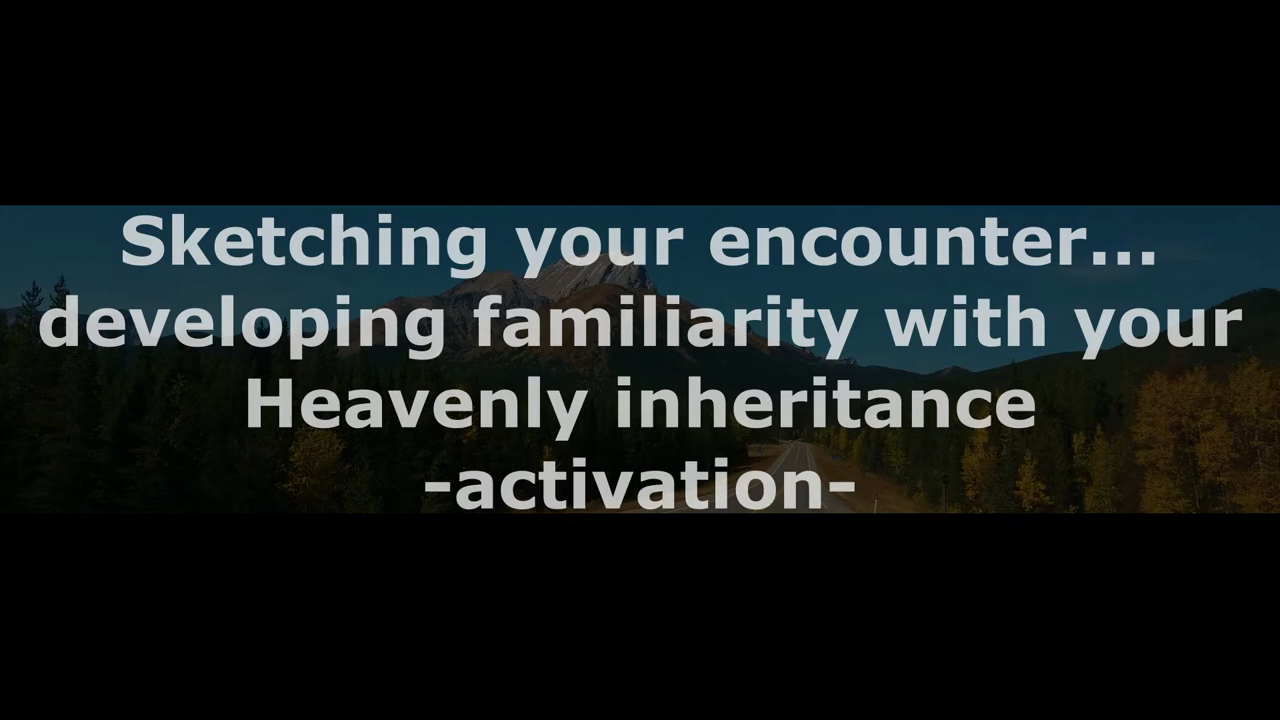 Sketching your encounter...
developing familiarity with your
Heavenly inheritance
-activation-